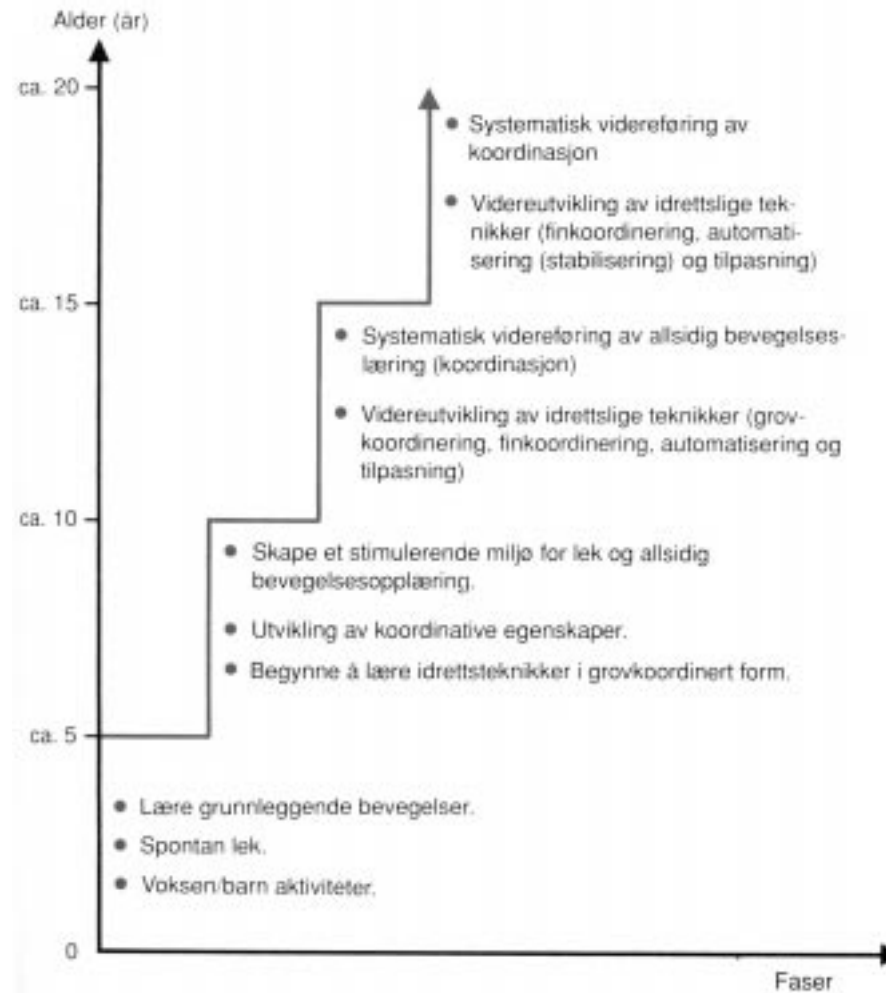 Alder (år)
ca. 20
● Systematisk videreføring av
koordinasjon
● Videreutvikling av idrettslige tek-
nikker (finkoordinering, automati-
sering (stabilisering) og tilpasning)
ca. 15
● Systematisk videreføring av allsidig bevegelses-
læring (koordinasjon)
● Videreutvikling av idrettslige teknikker (grov-
koordinering, finkoordinering, automatisering og
tilpasning)
ca. 10
● Skape et stimulerende miljø for lek og allsidig
bevegelsesopplæring.
● Utvikling av koordinative egenskaper.
● Begynne å lære idrettsteknikker i grovkoordinert form.
ca. 5
● Lære grunnleggende bevegelser.
● Spontan lek.
● Voksen/barn aktiviteter.
0
Faser